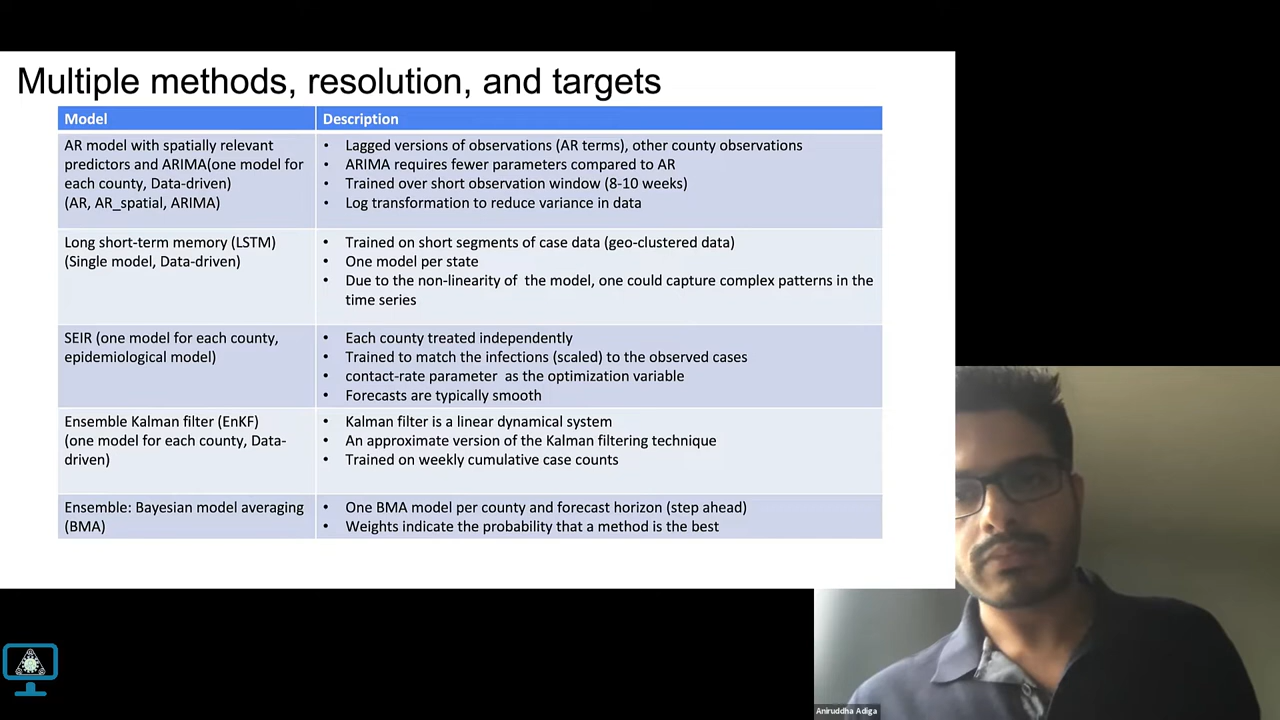 Multiple methods, resolution, and targets
Model
Description
AR model with spatially relevant
predictors and ARIMA(one model for
each county, Data-driven)
(AR, AR_spatial, ARIMA)
• Lagged versions of observations (AR terms), other county observations
• ARIMA requires fewer parameters compared to AR
• Trained over short observation window (8-10 weeks)
• Log transformation to reduce variance in data
Long short-term memory (LSTM)
(Single model, Data-driven)
• Trained on short segments of case data (geo-clustered data)
• One model per state
• Due to the non-linearity of the model, one could capture complex patterns in the
time series
SEIR (one model for each county,
epidemiological model)
• Each county treated independently
• Trained to match the infections (scaled) to the observed cases
• contact-rate parameter as the optimization variable
• Forecasts are typically smooth
Ensemble Kalman filter (EnKF)
(one model for each county, Data-
driven)
• Kalman filter is a linear dynamical system
• An approximate version of the Kalman filtering technique
• Trained on weekly cumulative case counts
Ensemble: Bayesian model averaging
(BMA)
• One BMA model per county and forecast horizon (step ahead)
• Weights indicate the probability that a method is the best
Aniruddha Adiga